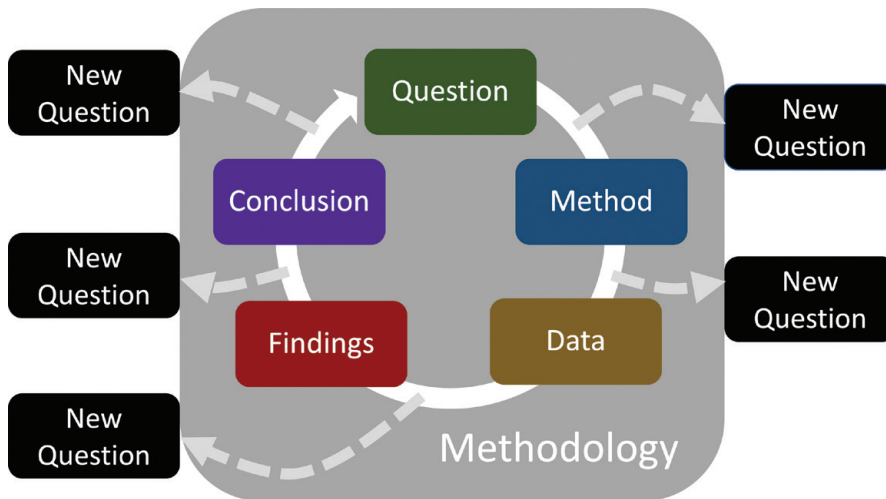 New
Question
Question
New
Question
Conclusion
Method
New
Question
New
Question
Findings
Data
New
Question
Methodology